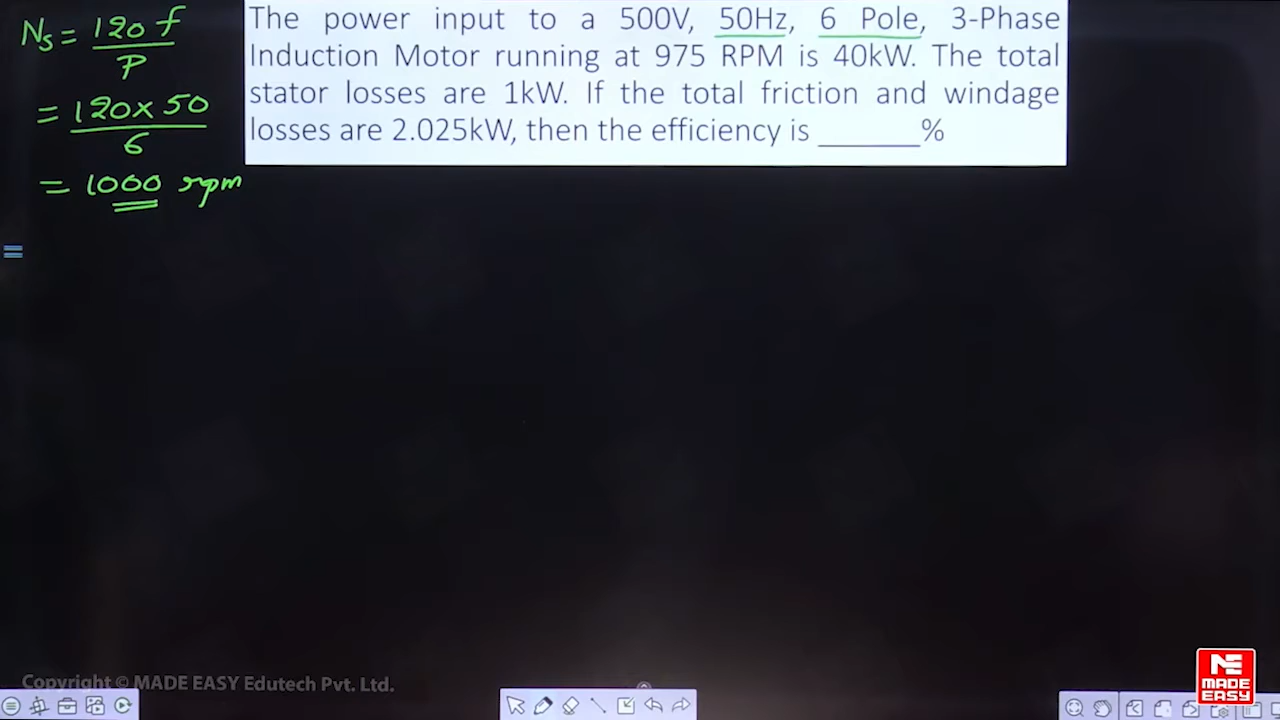 Ns = 120 f / P
= 120 x 50 / 6
= 1000 rpm
The power input to a 500V, 50Hz, 6 Pole, 3-Phase
Induction Motor running at 975 RPM is 40kW. The total
stator losses are 1kW. If the total friction and windage
losses are 2.025kW, then the efficiency is _______%
Copyright © MADE EASY Edutech Pvt. Ltd.
ME
MADE
EASY